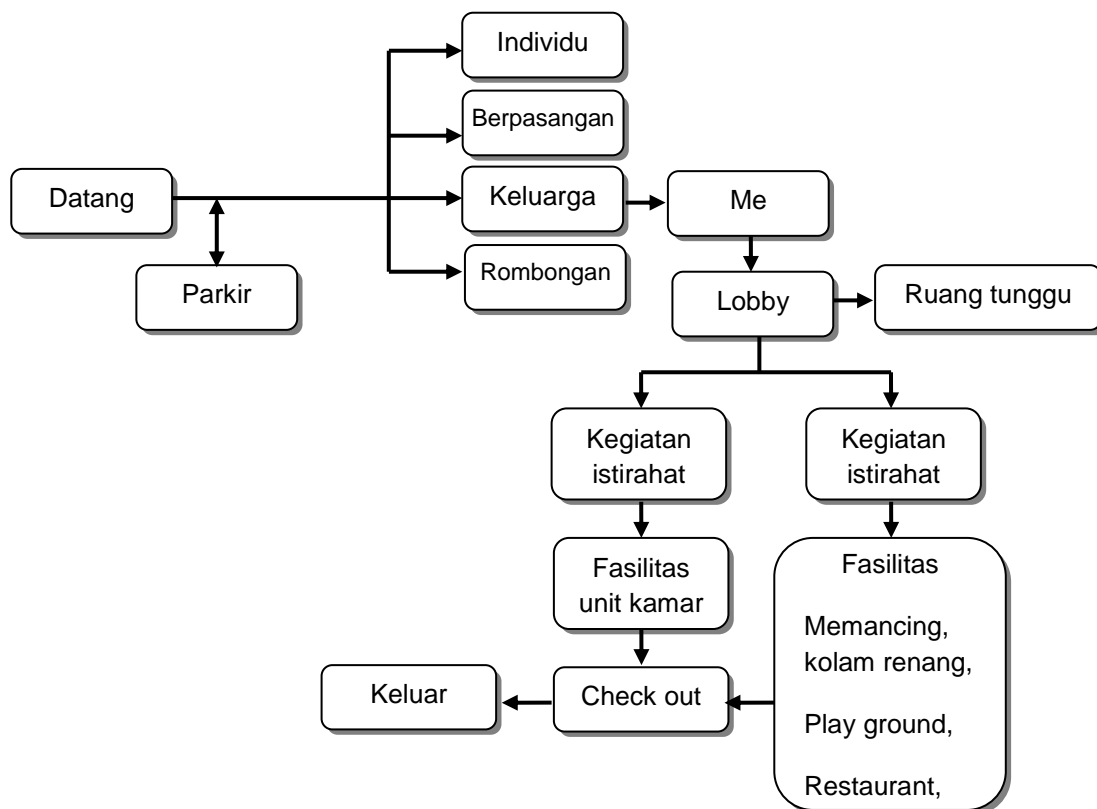 Individu
Berpasangan
Datang
Keluarga
Me
Rombongan
Parkir
Lobby
Ruang tunggu
Kegiatan
istirahat
Kegiatan
istirahat
Fasilitas
unit kamar
Fasilitas
Memancing,
kolam renang,
Play ground,
Restaurant,
Keluar
Check out